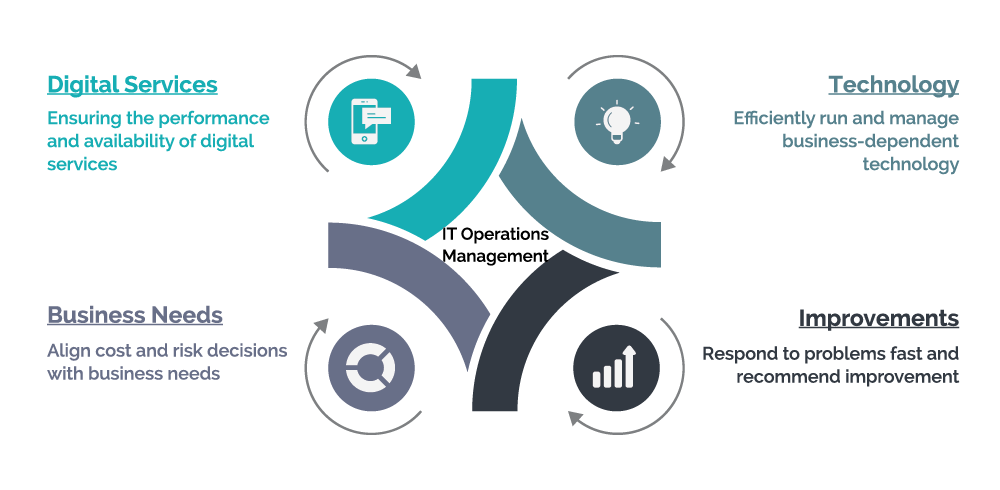 Digital Services
Ensuring the performance
and availability of digital
services
Technology
Efficiently run and manage
business-dependent
technology
IT Operations
Management
Business Needs
Align cost and risk decisions
with business needs
Improvements
Respond to problems fast and
recommend improvement